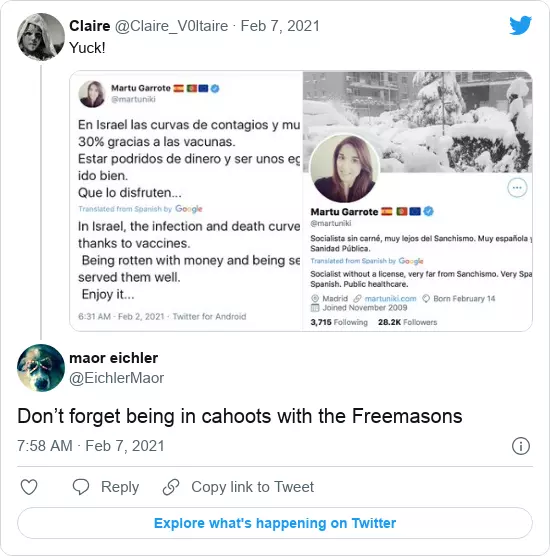 Claire @Claire_V0ltaire · Feb 7, 2021
Yuck!
Martu Garrote
@martuniki
En Israel las curvas de contagios y mu
30% gracias a las vacunas.
Estar podridos de dinero y ser unos eg
ido bien.
Que lo disfruten...
Translated from Spanish by Google
In Israel, the infection and death curve
thanks to vaccines.
Being rotten with money and being se
served them well.
Enjoy it...
6:31 AM · Feb 2, 2021 · Twitter for Android
Martu Garrote
@martuniki
Socialista sin carné, muy lejos del Sanchismo. Muy española y
Sanidad Pública.
Translated from Spanish by Google
Socialist without a license, very far from Sanchismo. Very Spa
Spanish. Public healthcare.
Madrid martuniki.com Born February 14
Joined November 2009
3,715 Following 28.2K Followers
maor eichler
@EichlerMaor
Don’t forget being in cahoots with the Freemasons
7:58 AM · Feb 7, 2021
Reply Copy link to Tweet
Explore what's happening on Twitter